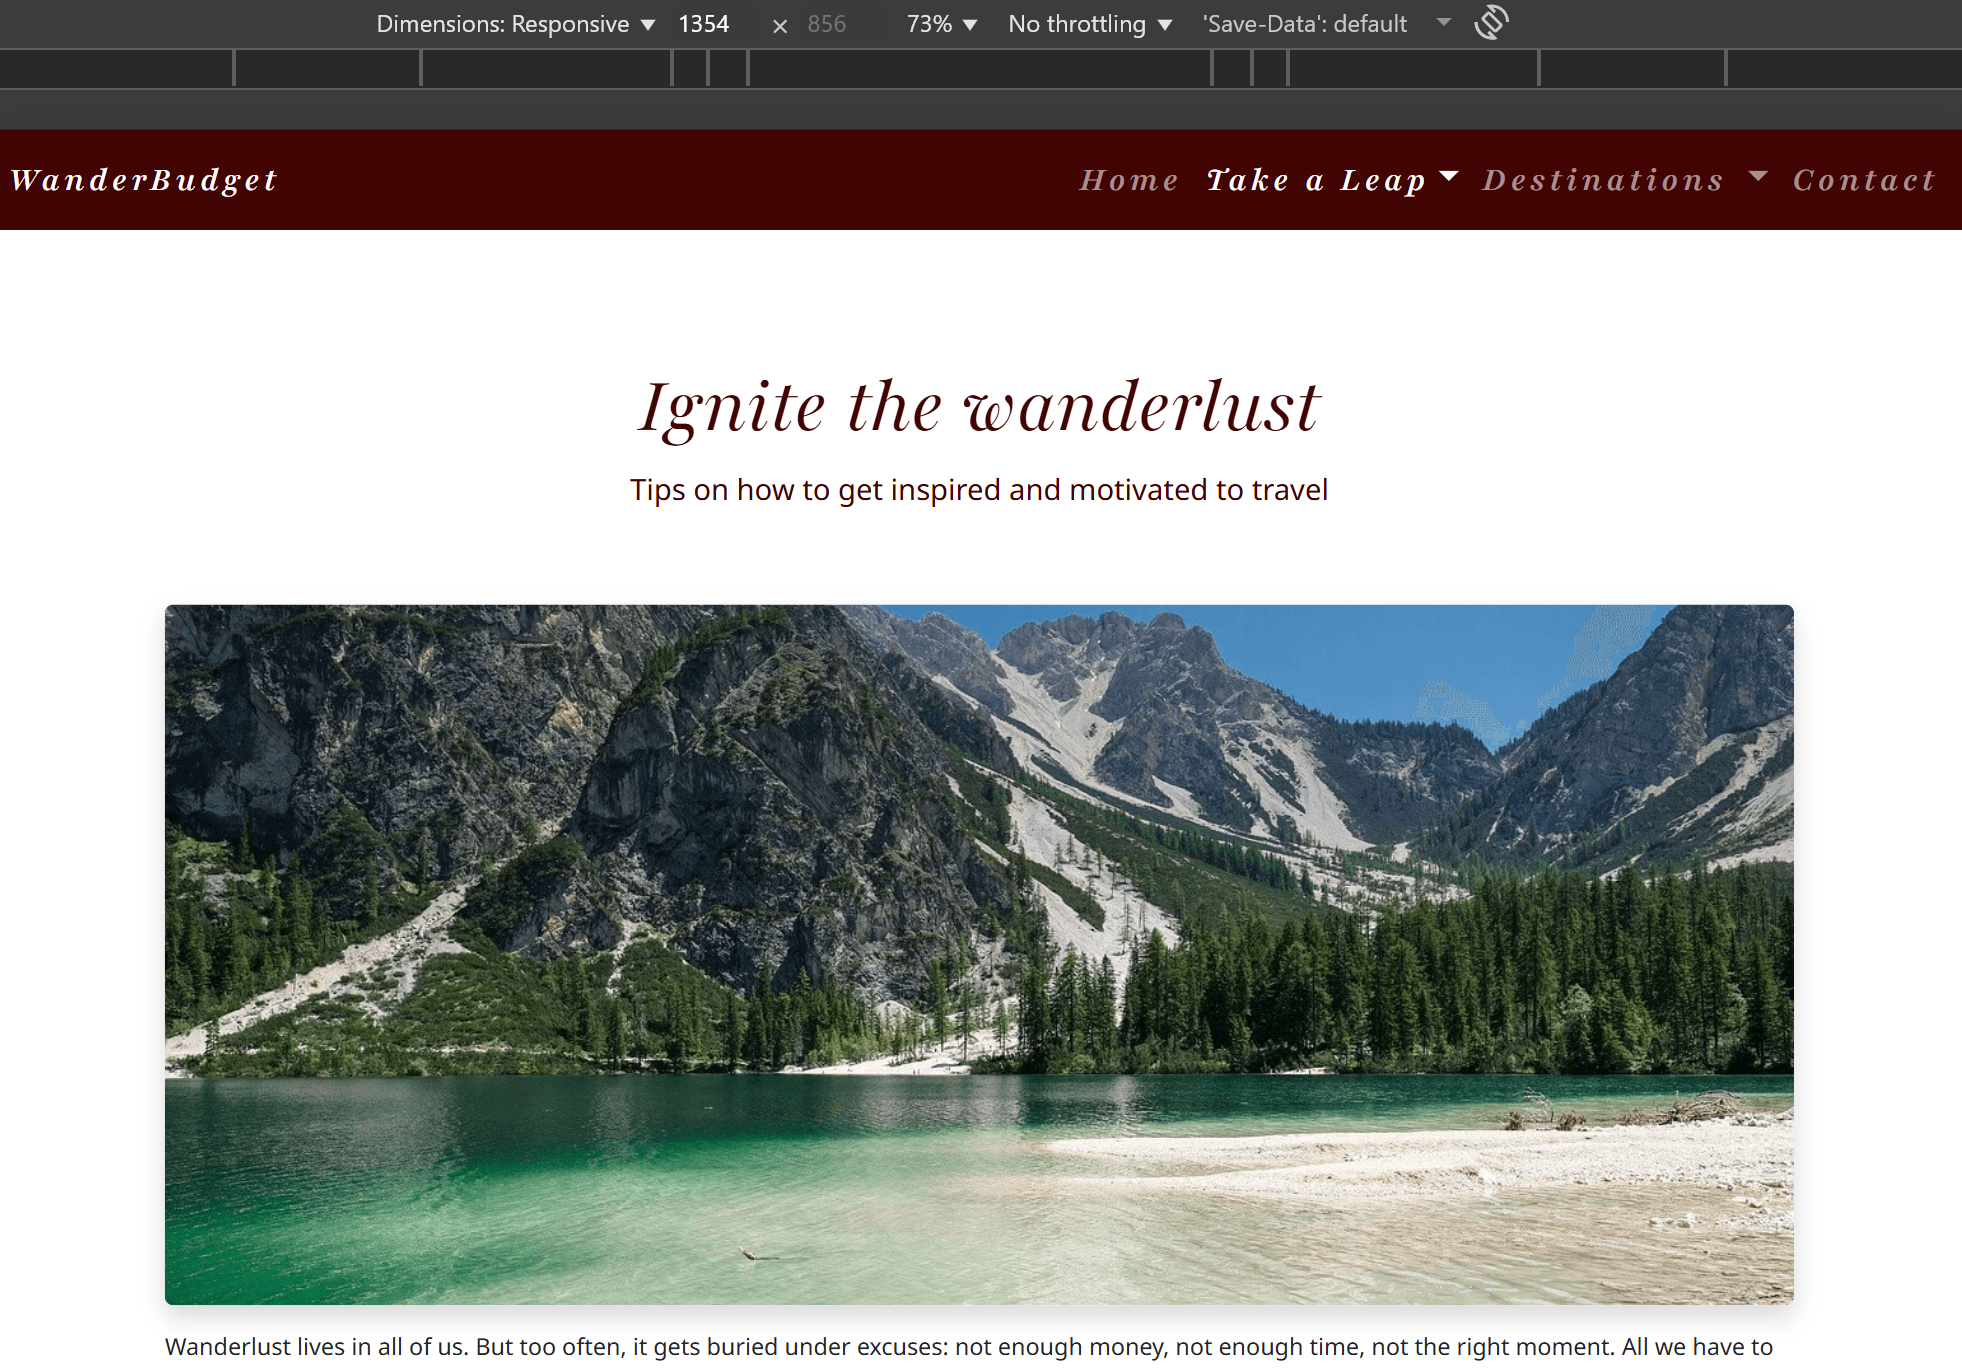 Dimensions: Responsive 1354 × 856 73% No throttling 'Save-Data': default
WanderBudget Home Take a Leap Destinations Contact
Ignite the wanderlust
Tips on how to get inspired and motivated to travel
Wanderlust lives in all of us. But too often, it gets buried under excuses: not enough money, not enough time, not the right moment. All we have to